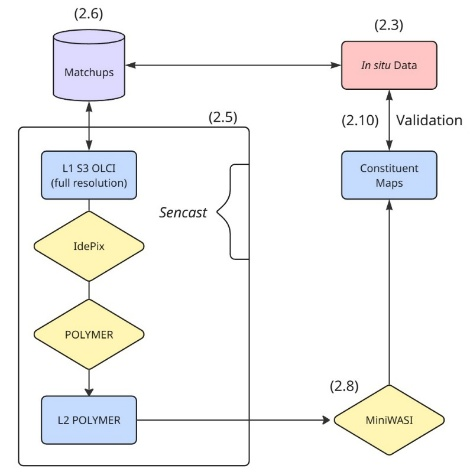 (2.6)
(2.3)
Matchups
In situ Data
(2.5)
(2.10) Validation
L1 S3 OLCI
(full resolution)
Constituent
Maps
Sencast
IdePix
POLYMER
(2.8)
L2 POLYMER
MiniWASI